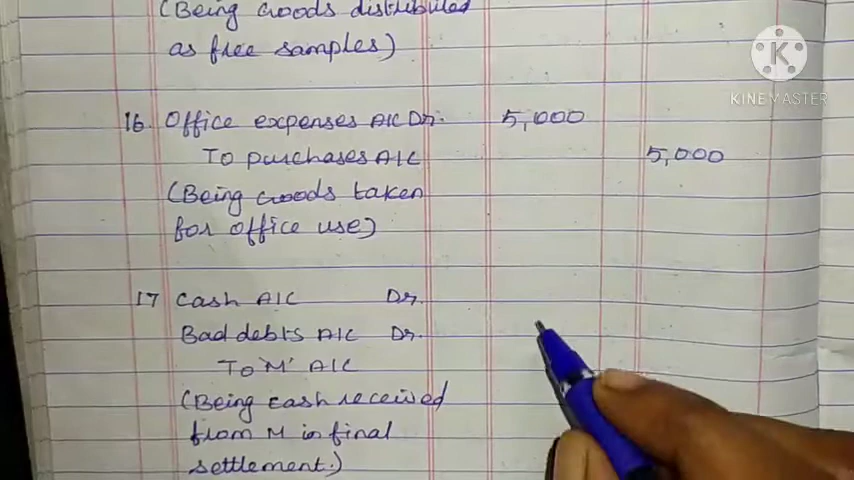 (Being Goods distributed
as free samples)
KINEMASTER
16. Office expenses A/C Dr. 5,000
To purchases A/C 5,000
(Being Goods taken
for office use)
17 Cash A/C Dr.
Bad debts A/C Dr.
To 'M' A/C
(Being cash received
from M in final
settlement.)